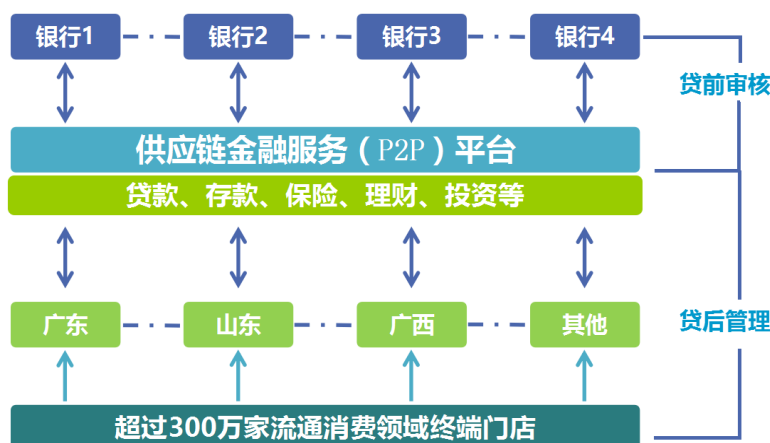 银行1
银行2
银行3
银行4
贷前审核
供应链金融服务（P2P）平台
贷款、存款、保险、理财、投资等
广东
山东
广西
其他
贷后管理
超过300万家流通消费领域终端门店